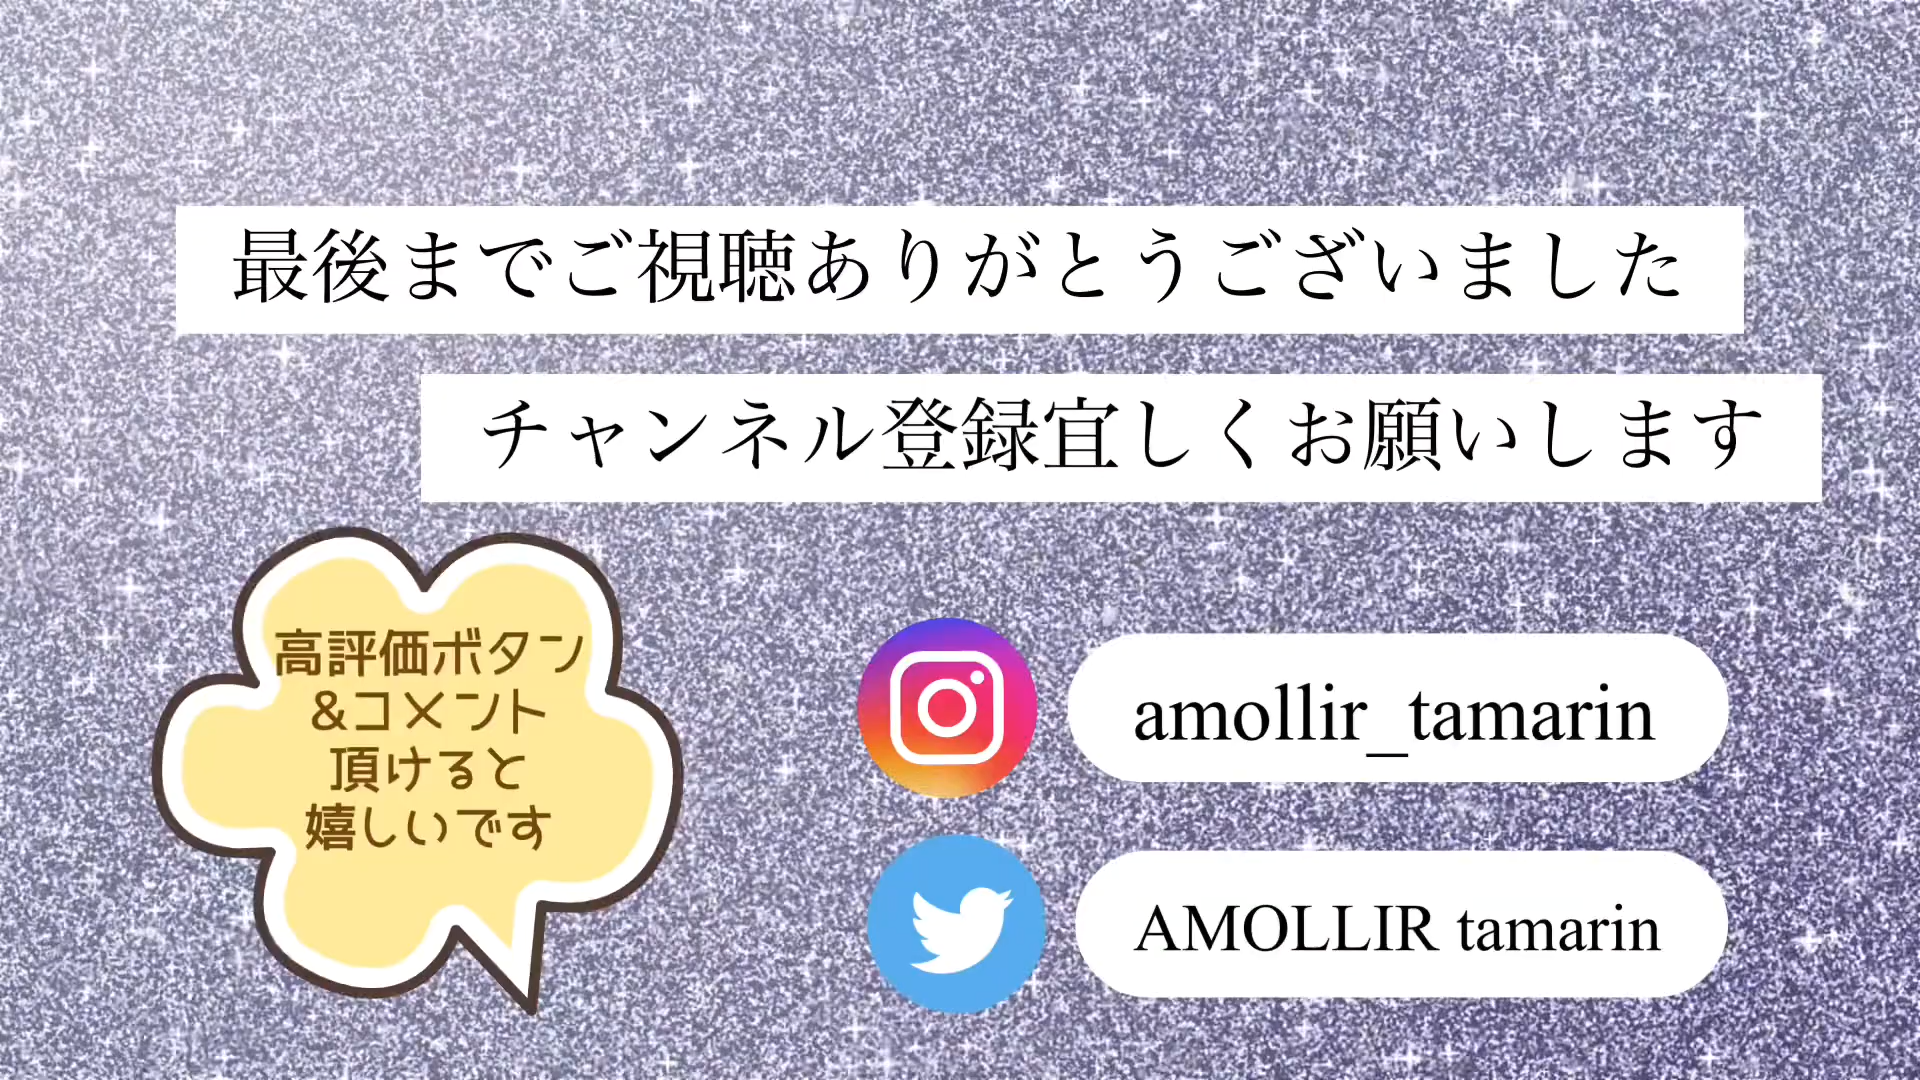 最後までご視聴ありがとうございました
チャンネル登録宜しくお願いします
高評価ボタン
&コメント
頂けると
嬉しいです
amollir_tamarin
AMOLLIR tamarin